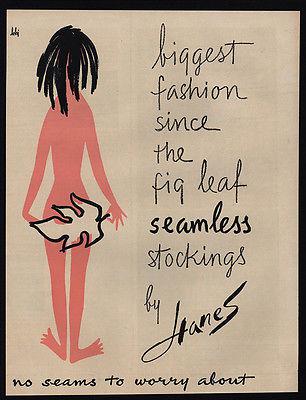 biggest
fashion
since
the
fig leaf
seamless
stockings
by Hanes
no seams to worry about